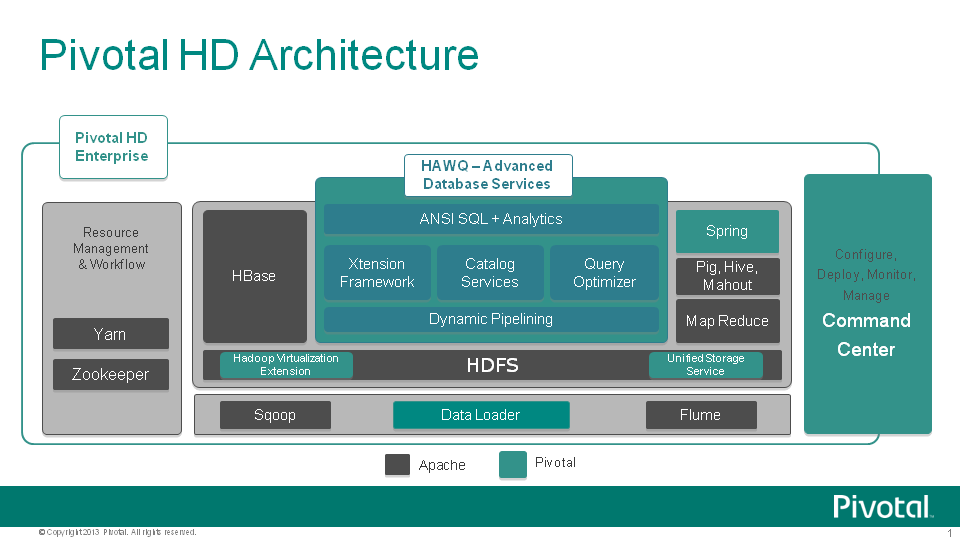 Pivotal HD Architecture
Pivotal HD
Enterprise
HAWQ – Advanced
Database Services
Resource
Management
& Workflow
Yarn
Zookeeper
HBase
ANSI SQL + Analytics
Xtension
Framework
Catalog
Services
Query
Optimizer
Dynamic Pipelining
Spring
Pig, Hive,
Mahout
Map Reduce
Hadoop Virtualization
Extension
HDFS
Unified Storage
Service
Sqoop
Data Loader
Flume
Configure,
Deploy, Monitor,
Manage
Command
Center
Apache
Pivotal
Pivotal™
© Copyright 2013 Pivotal. All rights reserved.
1